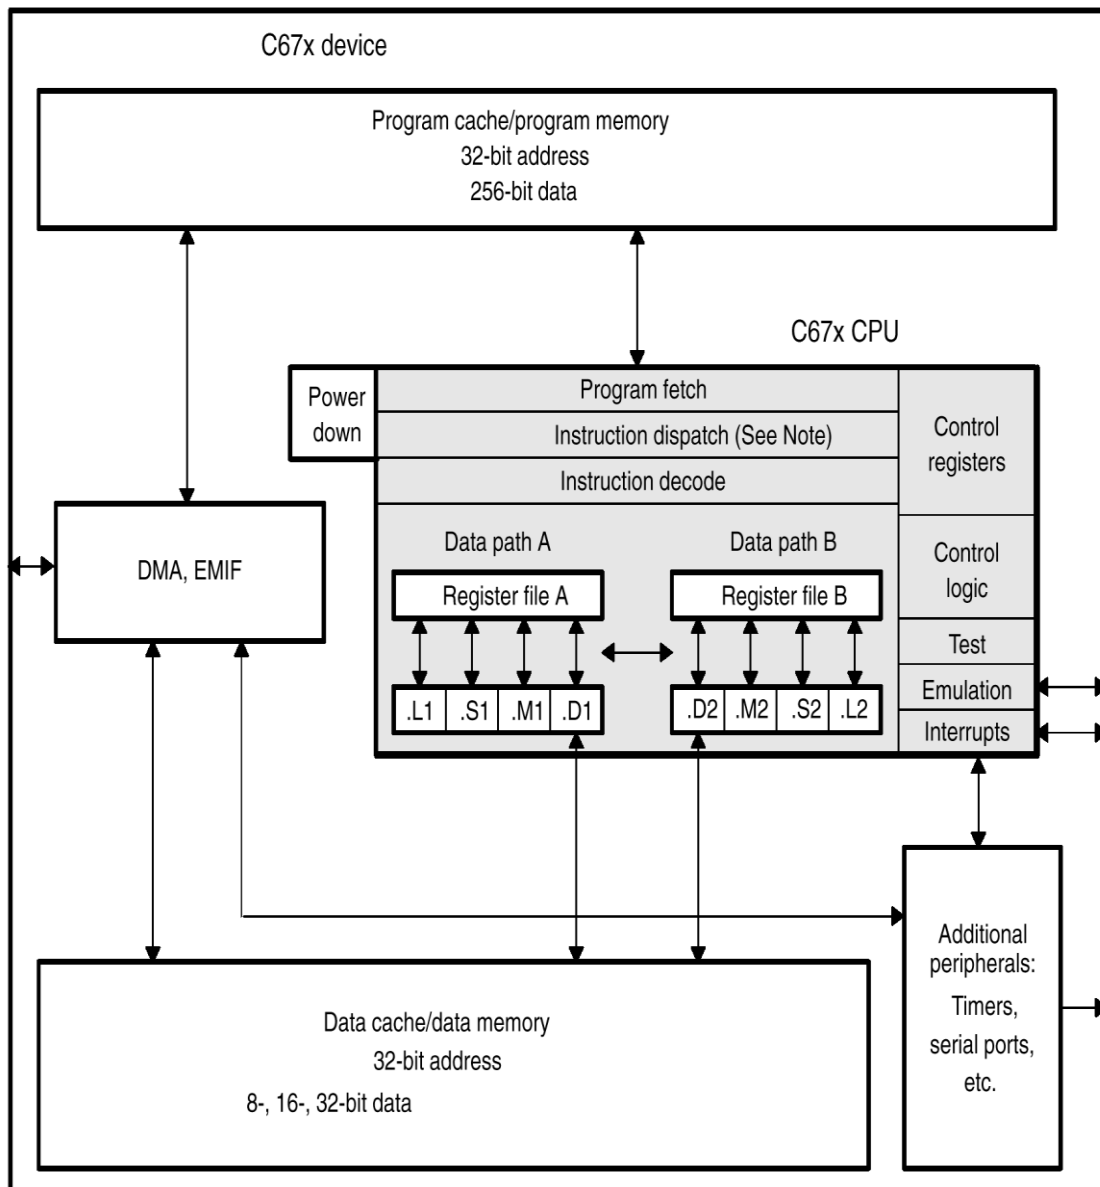 C67x device
Program cache/program memory
32-bit address
256-bit data
C67x CPU
Power
down
Program fetch
Instruction dispatch (See Note)
Instruction decode
Control
registers
Data path A
Data path B
Control
logic
DMA, EMIF
Register file A
Register file B
Test
Emulation
Interrupts
.L1
.S1
.M1
.D1
.D2
.M2
.S2
.L2
Additional
peripherals:
Timers,
serial ports,
etc.
Data cache/data memory
32-bit address
8-, 16-, 32-bit data